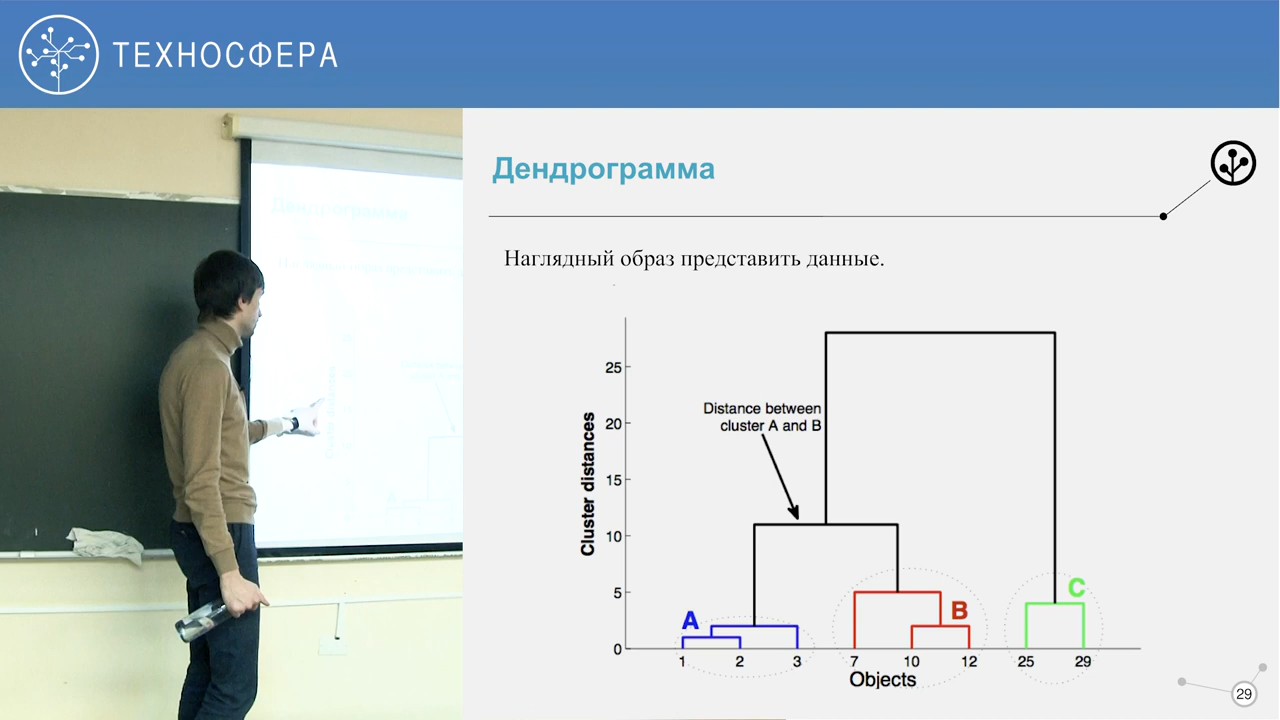 ТЕХНОСФЕРА
Дендрограмма
Наглядный образ представить данные.
Cluster distances
25
20
15
10
5
0
Distance between
cluster A and B
A
B
C
1 2 3 7 10 12 25 29
Objects
29